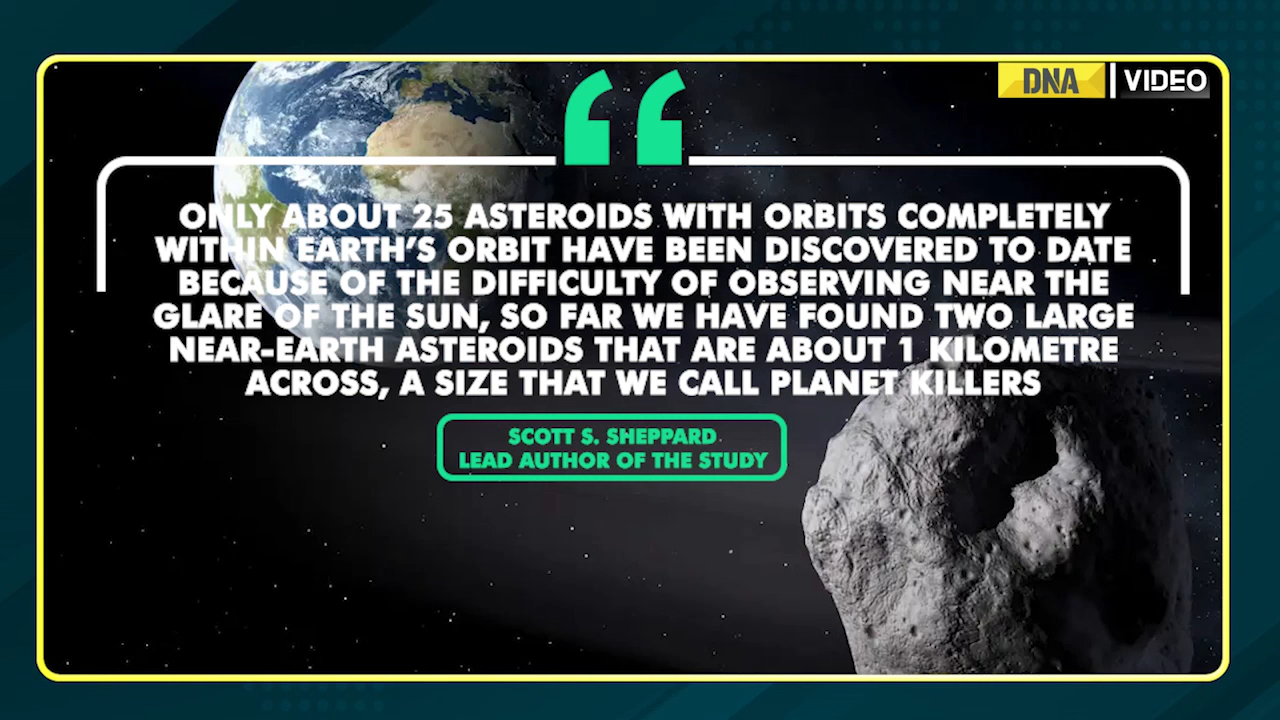 DNA VIDEO
ONLY ABOUT 25 ASTEROIDS WITH ORBITS COMPLETELY
WITHIN EARTH'S ORBIT HAVE BEEN DISCOVERED TO DATE
BECAUSE OF THE DIFFICULTY OF OBSERVING NEAR THE
GLARE OF THE SUN, SO FAR WE HAVE FOUND TWO LARGE
NEAR-EARTH ASTEROIDS THAT ARE ABOUT 1 KILOMETRE
ACROSS, A SIZE THAT WE CALL PLANET KILLERS
SCOTT S. SHEPPARD
LEAD AUTHOR OF THE STUDY